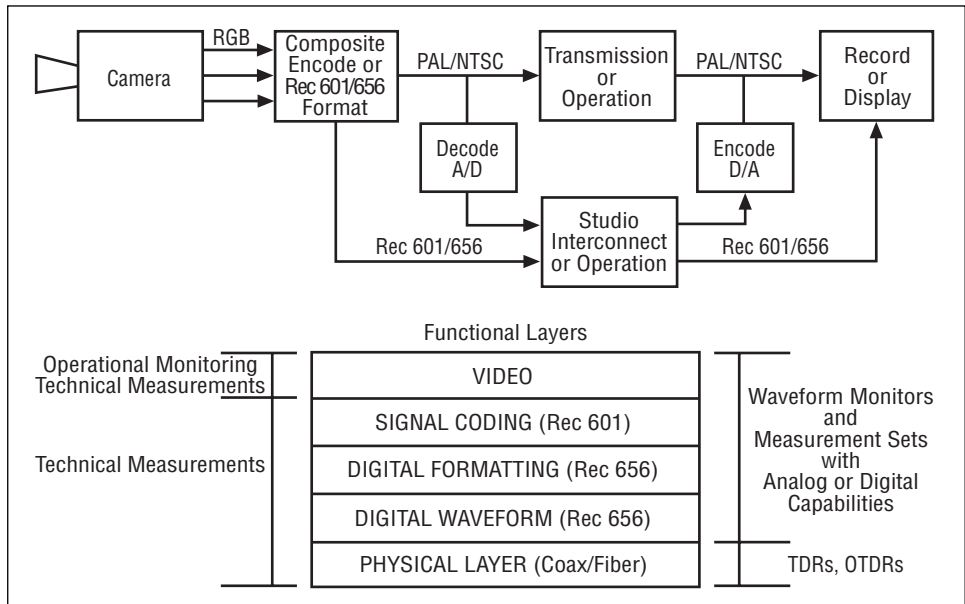 RGB
Camera
Composite
Encode or
Rec 601/656
Format
PAL/NTSC
Transmission
or
Operation
PAL/NTSC
Record
or
Display
Decode
A/D
Encode
D/A
Studio
Interconnect
or Operation
Rec 601/656
Rec 601/656
Functional Layers
Operational Monitoring
Technical Measurements
VIDEO
SIGNAL CODING (Rec 601)
Technical Measurements
DIGITAL FORMATTING (Rec 656)
DIGITAL WAVEFORM (Rec 656)
PHYSICAL LAYER (Coax/Fiber)
Waveform Monitors
and
Measurement Sets
with
Analog or Digital
Capabilities
TDRs, OTDRs